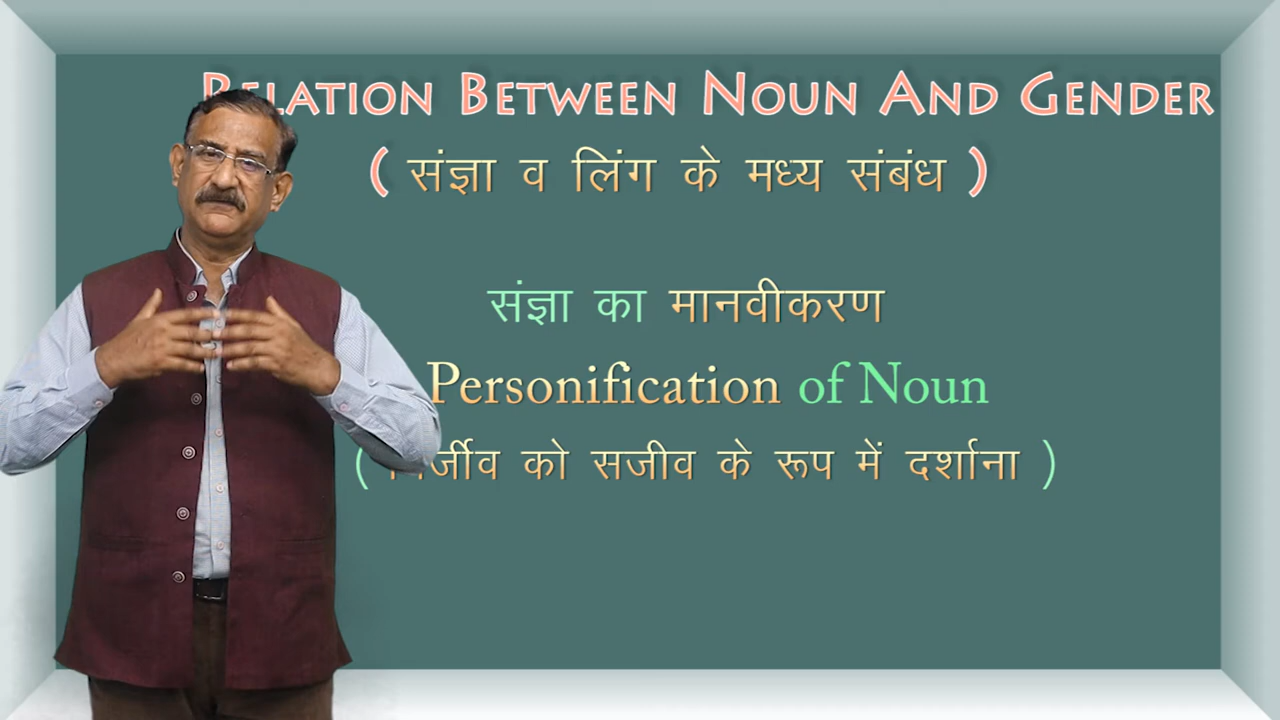 RELATION BETWEEN NOUN AND GENDER
( संज्ञा व लिंग के मध्य संबंध )
संज्ञा का मानवीकरण
Personification of Noun
( को सजीव के रूप में दर्शाना )